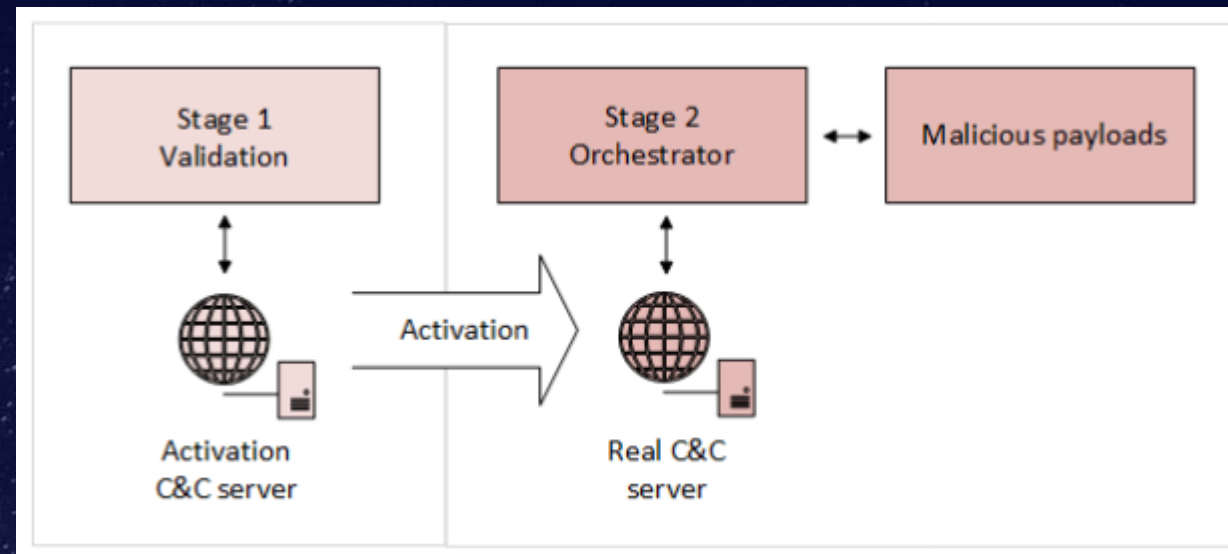 Stage 1
Validation
Stage 2
Orchestrator
Malicious payloads
Activation
Activation
C&C server
Real C&C
server